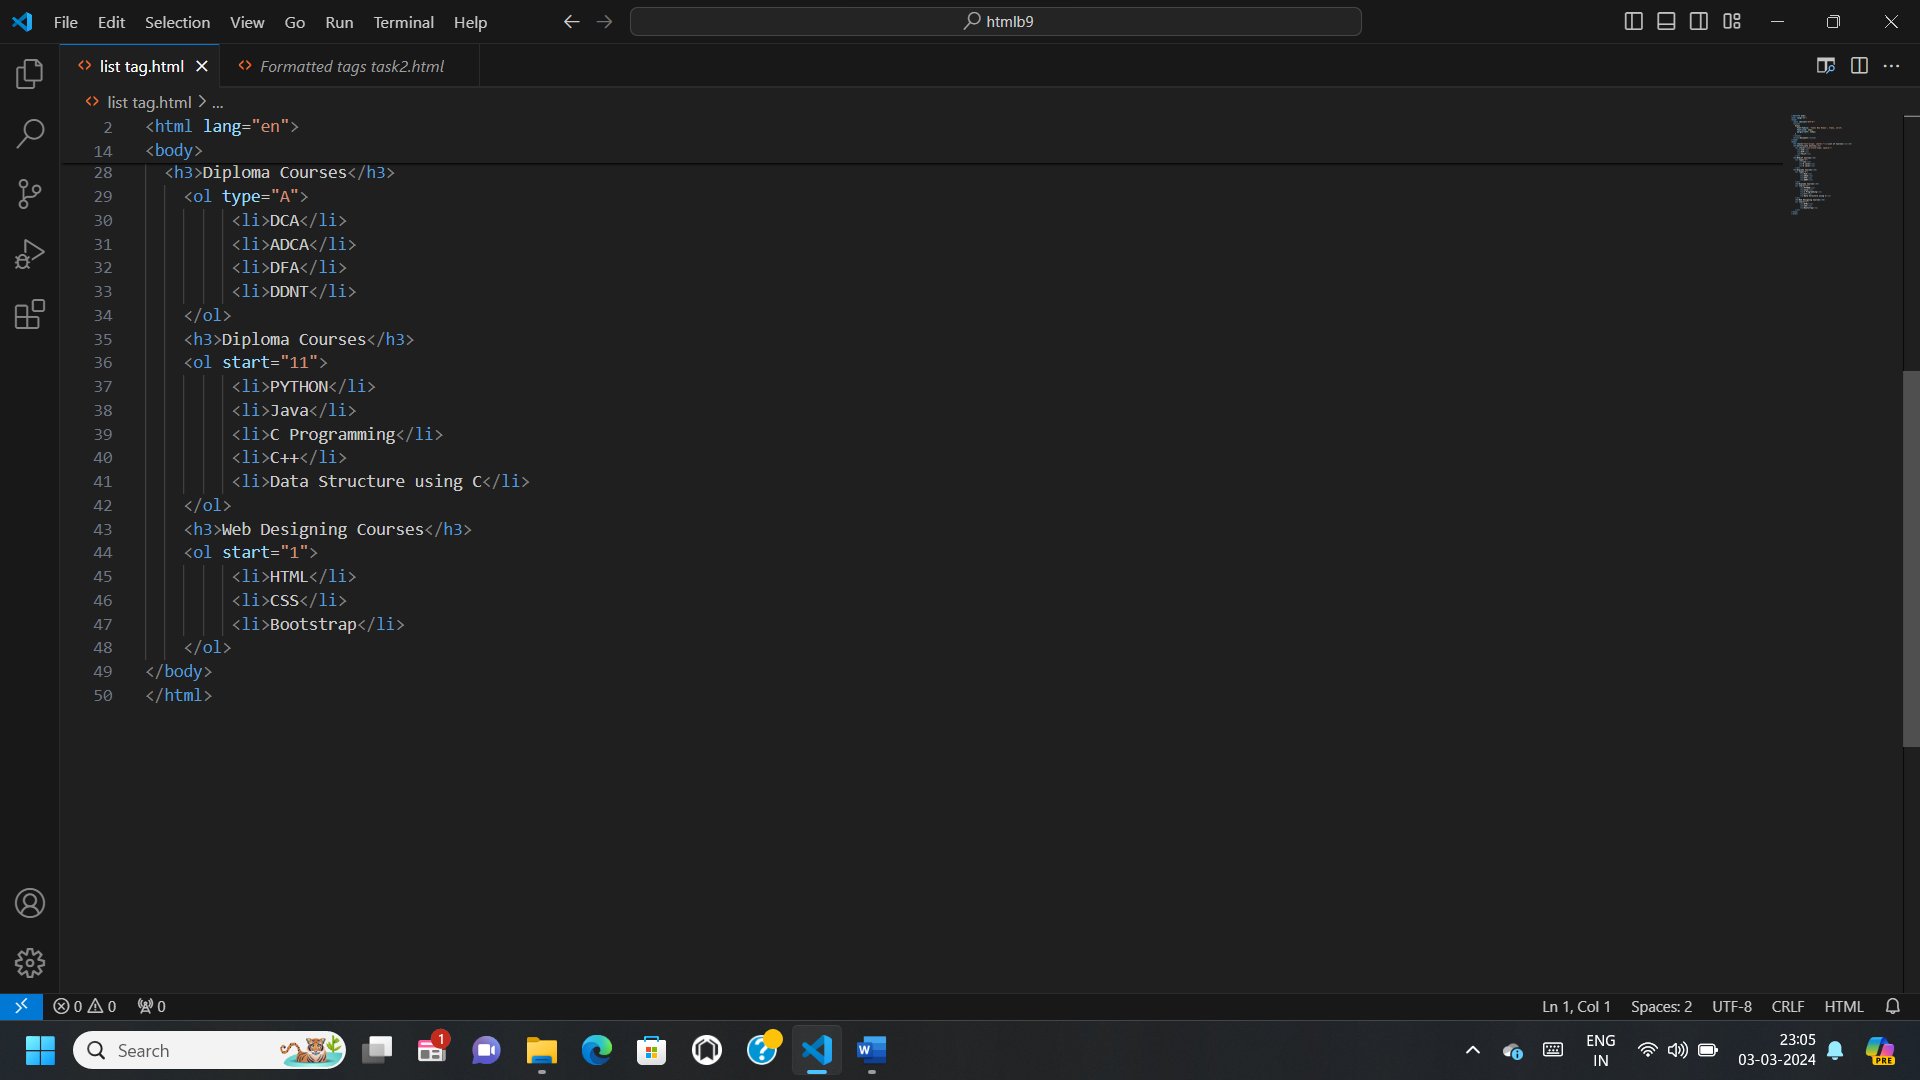 File Edit Selection View Go Run Terminal Help
htmlb9
list tag.html
Formatted tags task2.html
list tag.html > ...
2 <html lang="en">
14 <body>
28 <h3>Diploma Courses</h3>
29 <ol type="A">
30 <li>DCA</li>
31 <li>ADCA</li>
32 <li>DFA</li>
33 <li>DDNT</li>
34 </ol>
35 <h3>Diploma Courses</h3>
36 <ol start="11">
37 <li>PYTHON</li>
38 <li>Java</li>
39 <li>C Programming</li>
40 <li>C++</li>
41 <li>Data Structure using C</li>
42 </ol>
43 <h3>Web Designing Courses</h3>
44 <ol start="1">
45 <li>HTML</li>
46 <li>CSS</li>
47 <li>Bootstrap</li>
48 </ol>
49 </body>
50 </html>
0 0 0
Ln 1, Col 1 Spaces: 2 UTF-8 CRLF HTML
Search
1
W
ENG
IN
23:05
03-03-2024
PRE